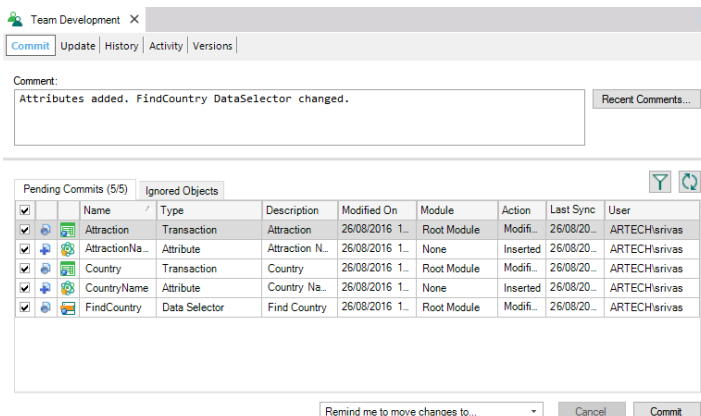 Team Development
Commit Update History Activity Versions
Comment:
Attributes added. FindCountry DataSelector changed.
Recent Comments...
Pending Commits (5/5) Ignored Objects
Name Type Description Modified On Module Action Last Sync User
Attraction Transaction Attraction 26/08/2016 1... Root Module Modifi... 26/08/20... ARTECH\srivas
AttractionNa... Attribute Attraction N... 26/08/2016 1... None Inserted 26/08/20... ARTECH\srivas
Country Transaction Country 26/08/2016 1... Root Module Modifi... 26/08/20... ARTECH\srivas
CountryName Attribute Country Na... 26/08/2016 1... None Inserted 26/08/20... ARTECH\srivas
FindCountry Data Selector Find Country 26/08/2016 1... Root Module Modifi... 26/08/20... ARTECH\srivas
Remind me to move changes to... Cancel Commit